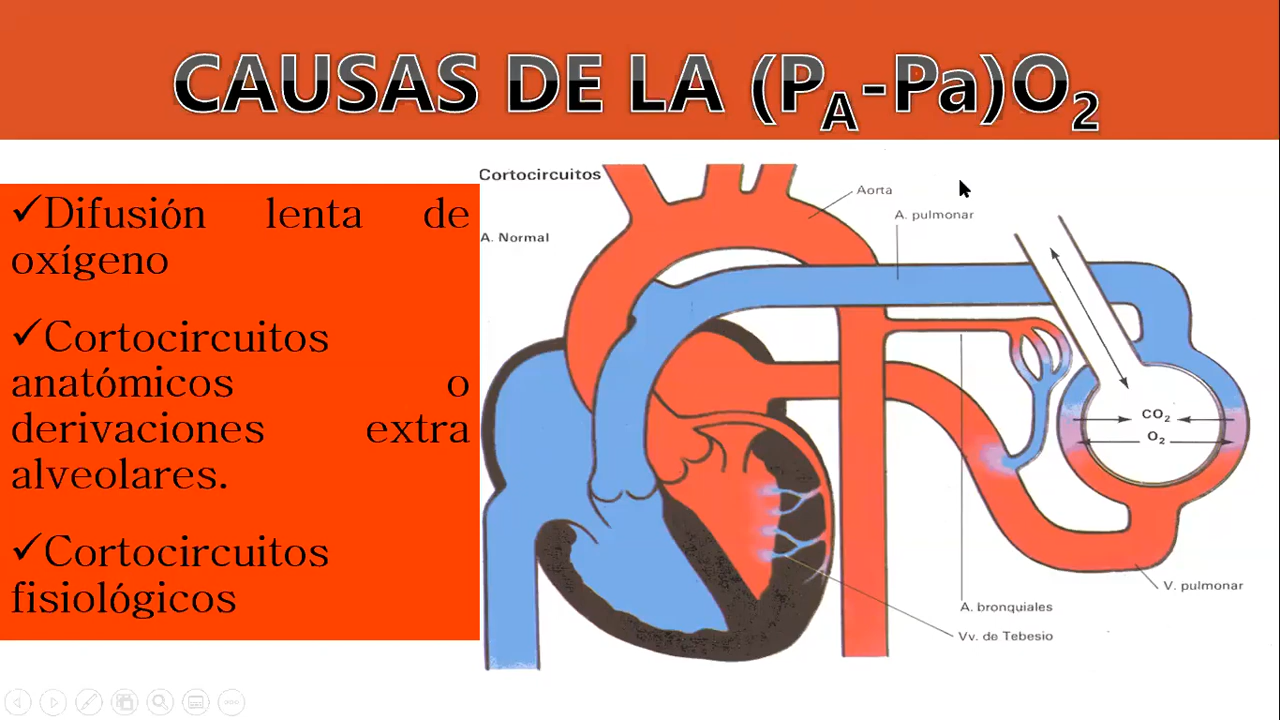 CAUSAS DE LA (PA-Pa)O2
✓Difusión lenta de
oxígeno
✓Cortocircuitos
anatómicos o
derivaciones extra
alveolares.
✓Cortocircuitos
fisiológicos
Cortocircuitos
A. Normal
Aorta
A. pulmonar
CO2
O2
V. pulmonar
A. bronquiales
Vv. de Tebesio